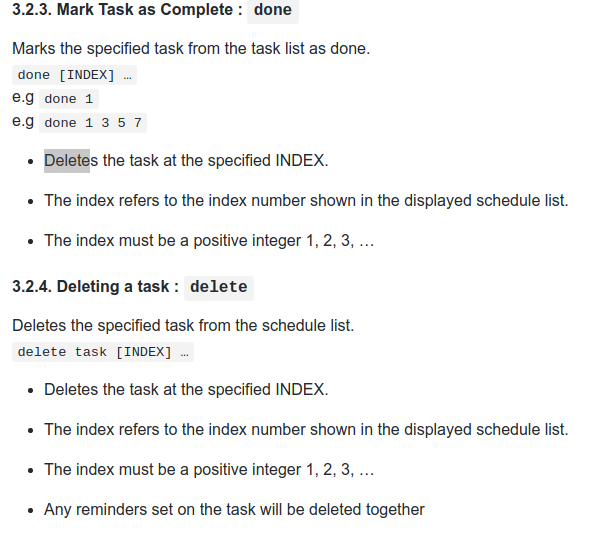 3.2.3. Mark Task as Complete : done
Marks the specified task from the task list as done.
done [INDEX] …
e.g done 1
e.g done 1 3 5 7
• Deletes the task at the specified INDEX.
• The index refers to the index number shown in the displayed schedule list.
• The index must be a positive integer 1, 2, 3, …
3.2.4. Deleting a task : delete
Deletes the specified task from the schedule list.
delete task [INDEX] …
• Deletes the task at the specified INDEX.
• The index refers to the index number shown in the displayed schedule list.
• The index must be a positive integer 1, 2, 3, …
• Any reminders set on the task will be deleted together